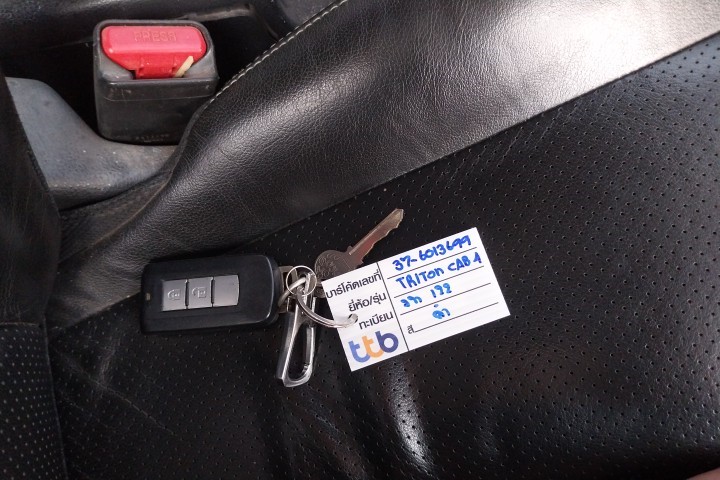 PRESS
บาร์โค้ดเลขที่ 37-6013699
ยี่ห้อ/รุ่น TRITON CAB 4
ทะเบียน
สี ดำ
ttb